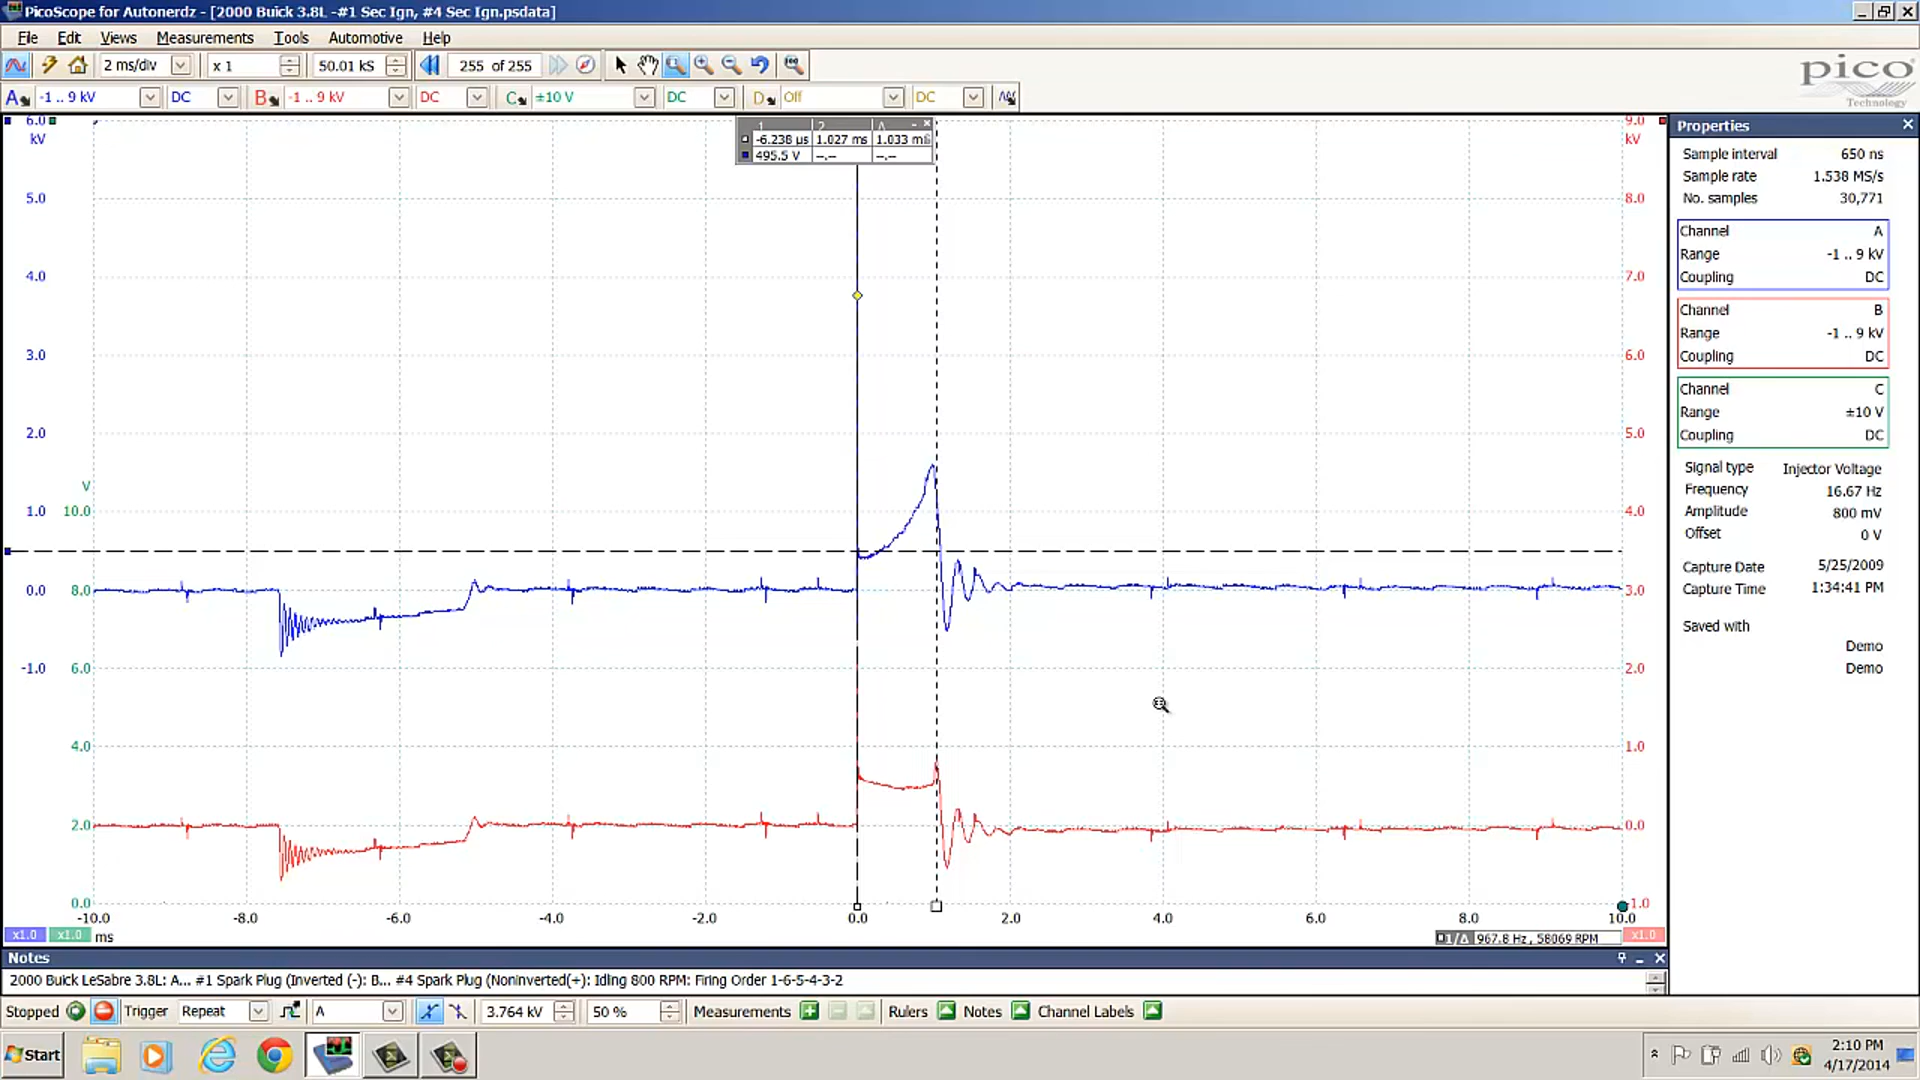 PicoScope for Autonerdz - [2000 Buick 3.8L -#1 Sec Ign, #4 Sec Ign.psdata]
File Edit Views Measurements Tools Automotive Help
2 ms/div x 1 50.01 kS 255 of 255
A -1 .. 9 kV DC B -1 .. 9 kV DC C ±10 V DC D Off DC
pico
Technology
6.0
kV
5.0
4.0
3.0
2.0
1.0
0.0
-1.0
V
10.0
8.0
6.0
4.0
2.0
0.0
1 2 Δ
-6.238 µs 1.027 ms 1.033 ms
495.5 V --.-- --.--
9.0
kV
8.0
7.0
6.0
5.0
4.0
3.0
2.0
1.0
0.0
-1.0
-10.0 -8.0 -6.0 -4.0 -2.0 0.0 2.0 4.0 6.0 8.0 10.0
x1.0 x1.0 ms
1/Δ 967.8 Hz, 58069 RPM x1.0
Properties
Sample interval 650 ns
Sample rate 1.538 MS/s
No. samples 30,771
Channel A
Range -1 .. 9 kV
Coupling DC
Channel B
Range -1 .. 9 kV
Coupling DC
Channel C
Range ±10 V
Coupling DC
Signal type Injector Voltage
Frequency 16.67 Hz
Amplitude 800 mV
Offset 0 V
Capture Date 5/25/2009
Capture Time 1:34:41 PM
Saved with
Demo
Demo
Notes
2000 Buick LeSabre 3.8L: A... #1 Spark Plug (Inverted (-): B... #4 Spark Plug (Noninverted(+): Idling 800 RPM: Firing Order 1-6-5-4-3-2
Stopped Trigger Repeat A 3.764 kV 50 % Measurements Rulers Notes Channel Labels
Start
2:10 PM
4/17/2014